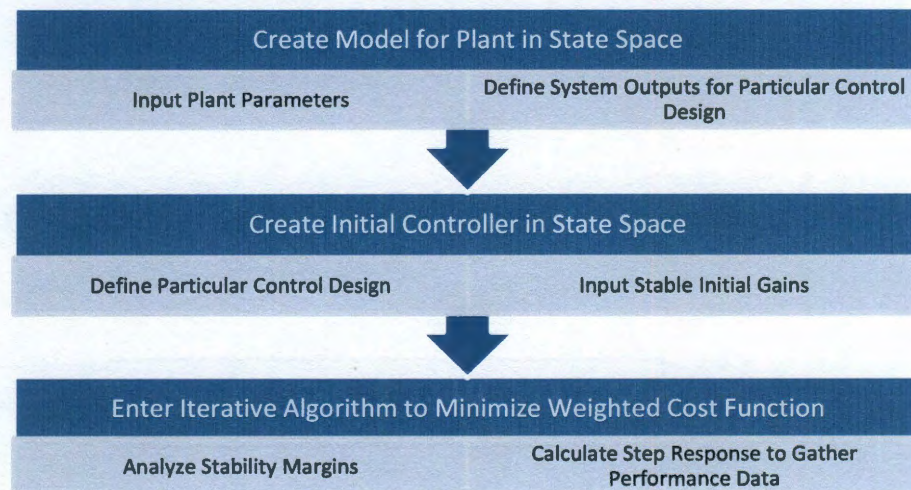 Create Model for Plant in State Space
Input Plant Parameters
Define System Outputs for Particular Control
Design
Create Initial Controller in State Space
Define Particular Control Design
Input Stable Initial Gains
Enter Iterative Algorithm to Minimize Weighted Cost Function
Analyze Stability Margins
Calculate Step Response to Gather
Performance Data